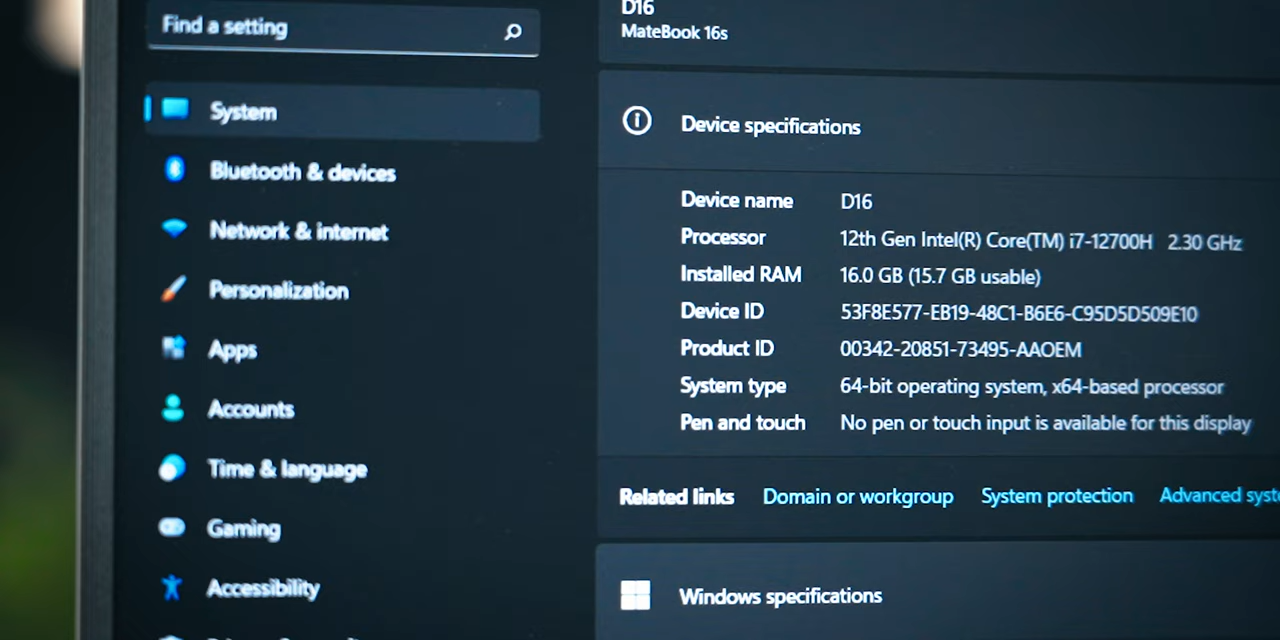 Find a setting
System
Bluetooth & devices
Network & internet
Personalization
Apps
Accounts
Time & language
Gaming
Accessibility
D16
MateBook 16s
Device specifications
Device name D16
Processor 12th Gen Intel(R) Core(TM) i7-12700H 2.30 GHz
Installed RAM 16.0 GB (15.7 GB usable)
Device ID 53F8E577-EB19-48C1-B6E6-C95D5D509E10
Product ID 00342-20851-73495-AAOEM
System type 64-bit operating system, x64-based processor
Pen and touch No pen or touch input is available for this display
Related links Domain or workgroup System protection Advanced syst
Windows specifications